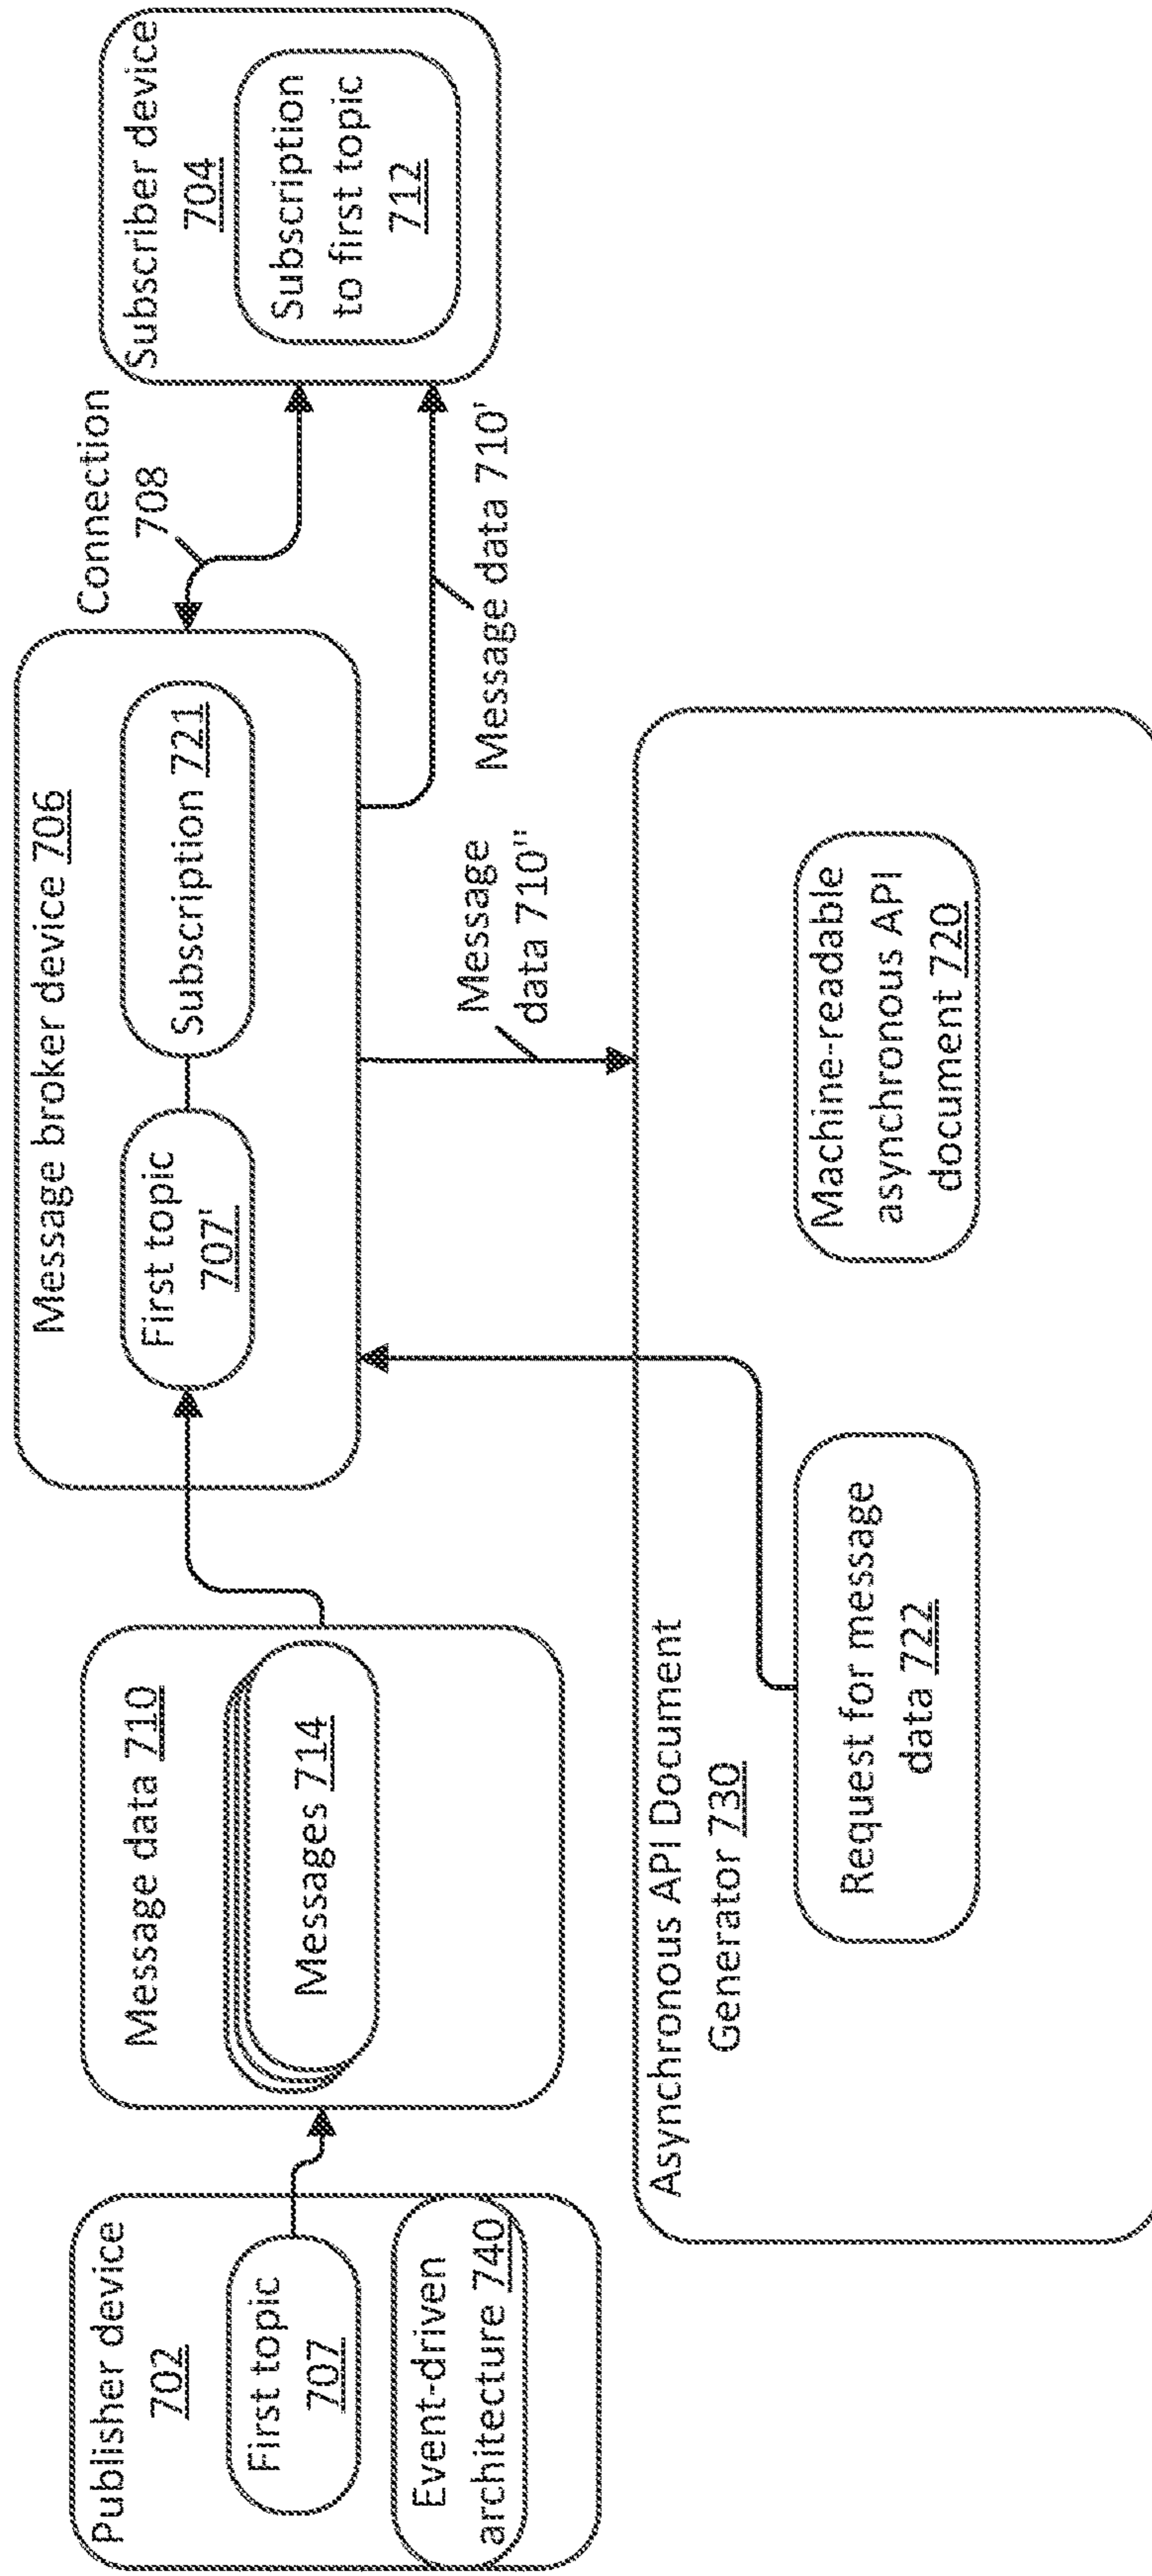 Publisher device
702
First topic
707
Event-driven
architecture 740
Message data 710
Messages 714
Message broker device 706
First topic
707'
Subscription 721
Connection
708
Subscriber device
704
Subscription
to first topic
712
Message data 710'
Message
data 710"
Asynchronous API Document
Generator 730
Request for message
data 722
Machine-readable
asynchronous API
document 720